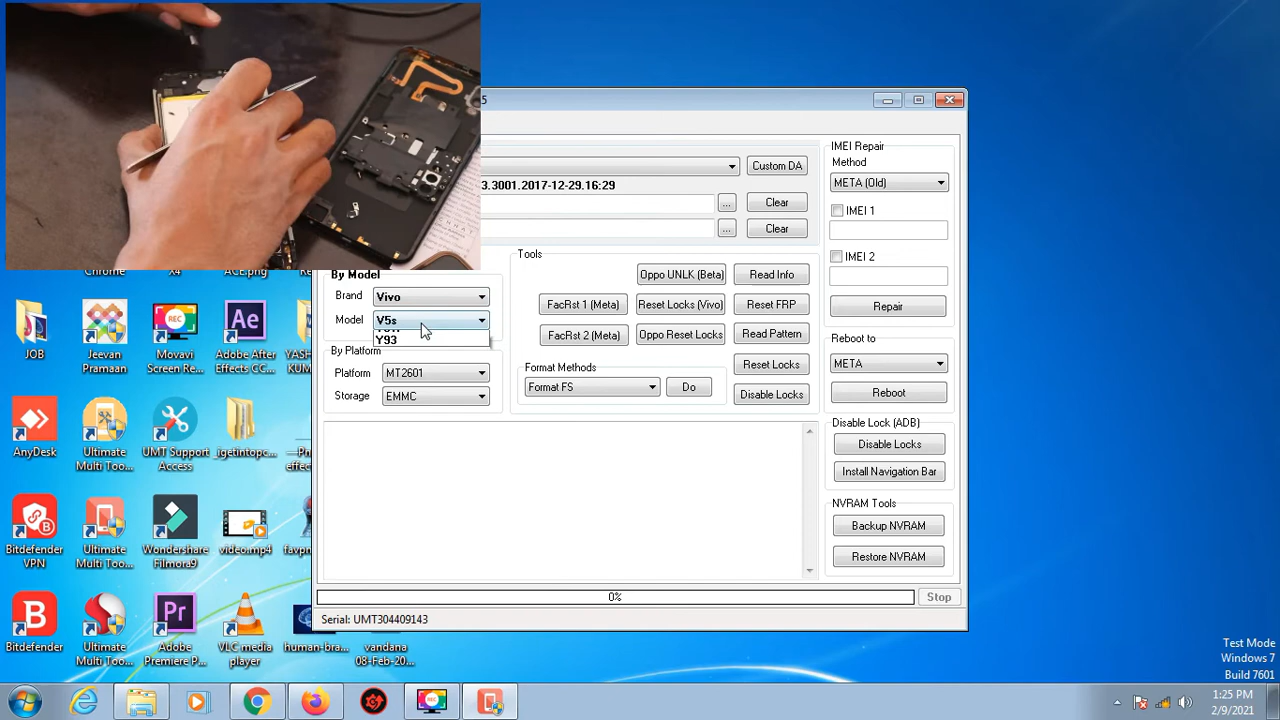 5
Custom DA
3.3001.2017-12-29.16:29
...
Clear
...
Clear
By Model
Brand
Vivo
Model
V5s
Y93
By Platform
Platform
MT2601
Storage
EMMC
Tools
Oppo UNLK (Beta)
Read Info
FacRst 1 (Meta)
Reset Locks (Vivo)
Reset FRP
FacRst 2 (Meta)
Oppo Reset Locks
Read Pattern
Format Methods
Format FS
Do
Reset Locks
Disable Locks
IMEI Repair
Method
META (Old)
IMEI 1
IMEI 2
Repair
Reboot to
META
Reboot
Disable Lock (ADB)
Disable Locks
Install Navigation Bar
NVRAM Tools
Backup NVRAM
Restore NVRAM
0%
Stop
Serial: UMT304409143
Chrome
X4
ACE.png
JOB
Jeevan
Pramaan
Movavi
Screen Re...
Adobe After
Effects CC...
YASH
KUM
AnyDesk
Ultimate
Multi Too...
UMT Support
Access
_igetintopc...
Bitdefender
VPN
Ultimate
Multi Too...
Wondershare
Filmora9
video.mp4
favpn
Bitdefender
Ultimate
Multi Too...
Adobe
Premiere P...
VLC media
player
human-bra...
vandana
08-Feb-20...
Test Mode
Windows 7
Build 7601
1:25 PM
2/9/2021